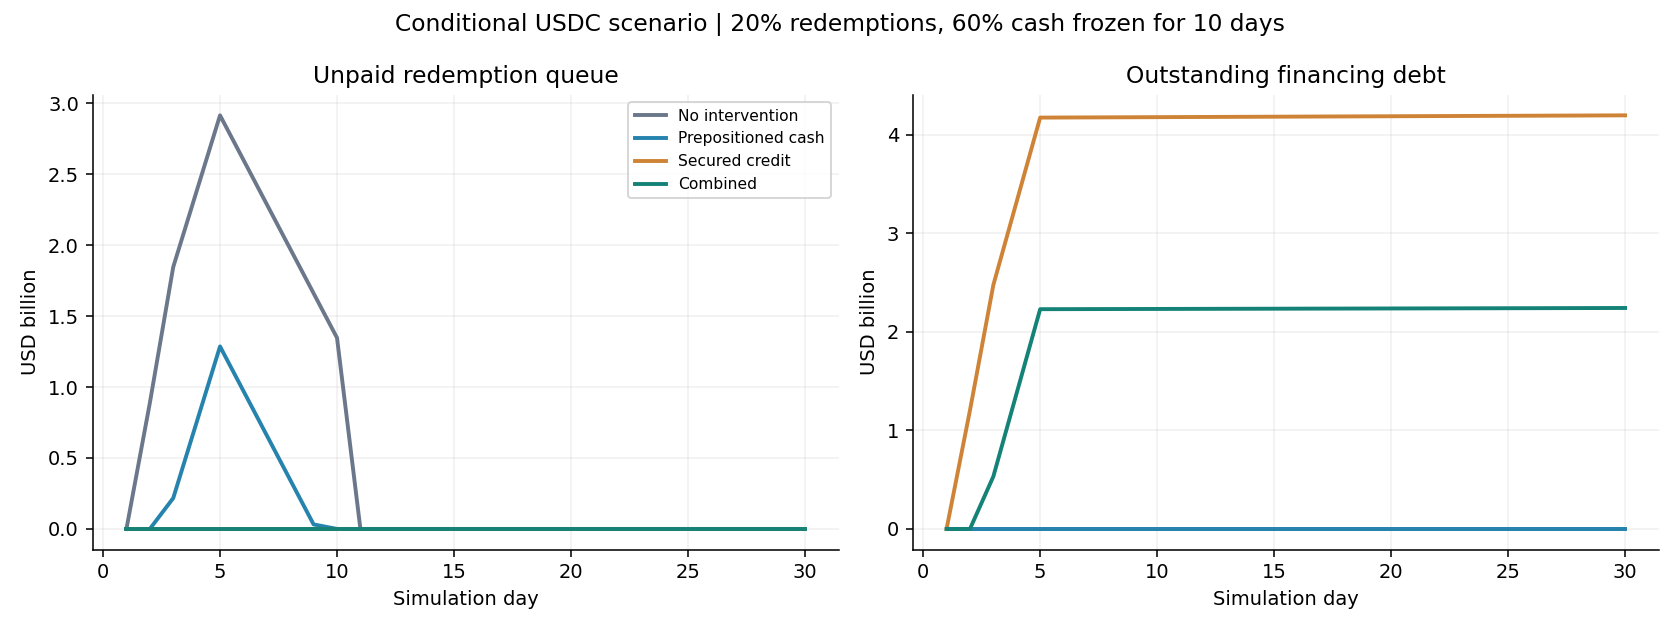 Conditional USDC scenario | 20% redemptions, 60% cash frozen for 10 days
Unpaid redemption queue
USD billion
3.0
2.5
2.0
1.5
1.0
0.5
0.0
0 5 10 15 20 25 30
Simulation day
No intervention
Prepositioned cash
Secured credit
Combined
Outstanding financing debt
USD billion
4
3
2
1
0
0 5 10 15 20 25 30
Simulation day